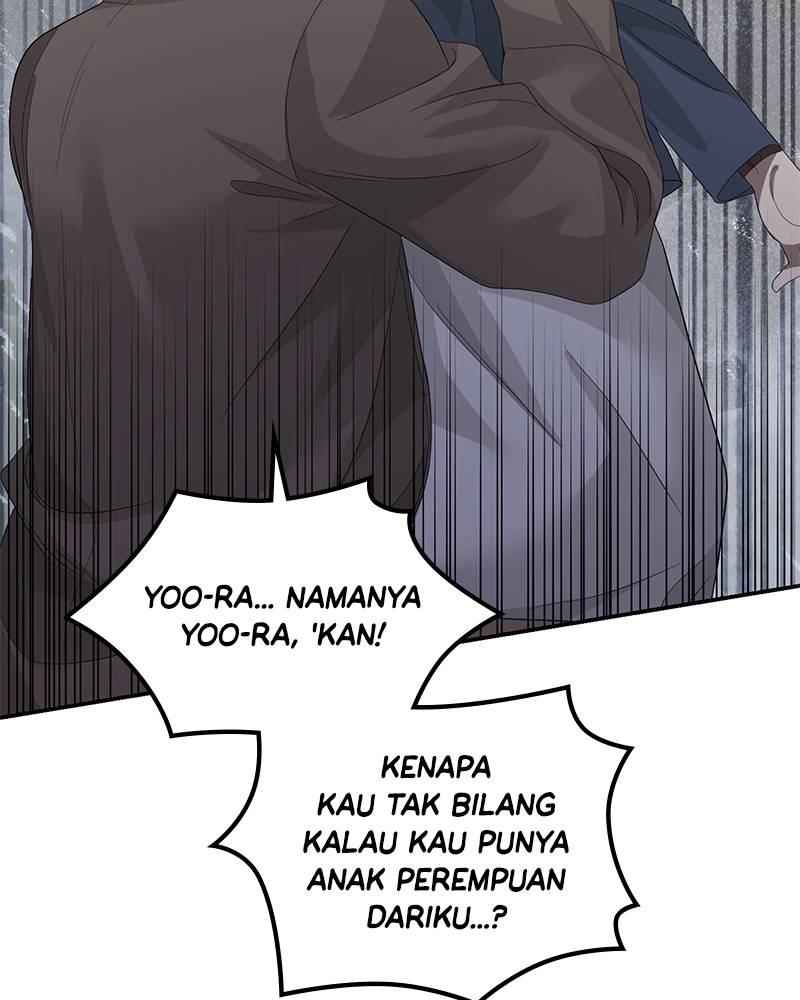 YOO-RA... NAMANYA
YOO-RA, 'KAN!
KENAPA
KAU TAK BILANG
KALAU KAU PUNYA
ANAK PEREMPUAN
DARIKU...?